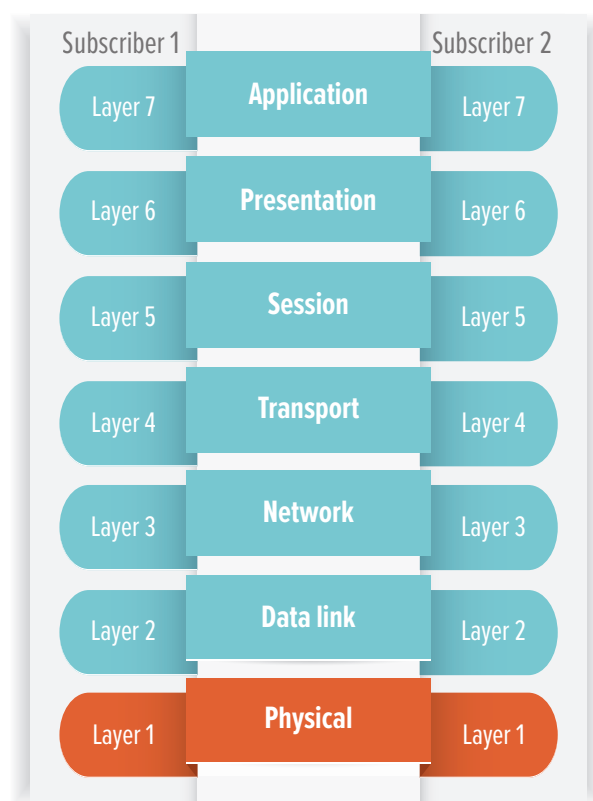 Subscriber 1
Subscriber 2
Layer 7
Application
Layer 7
Layer 6
Presentation
Layer 6
Layer 5
Session
Layer 5
Layer 4
Transport
Layer 4
Layer 3
Network
Layer 3
Layer 2
Data link
Layer 2
Layer 1
Physical
Layer 1